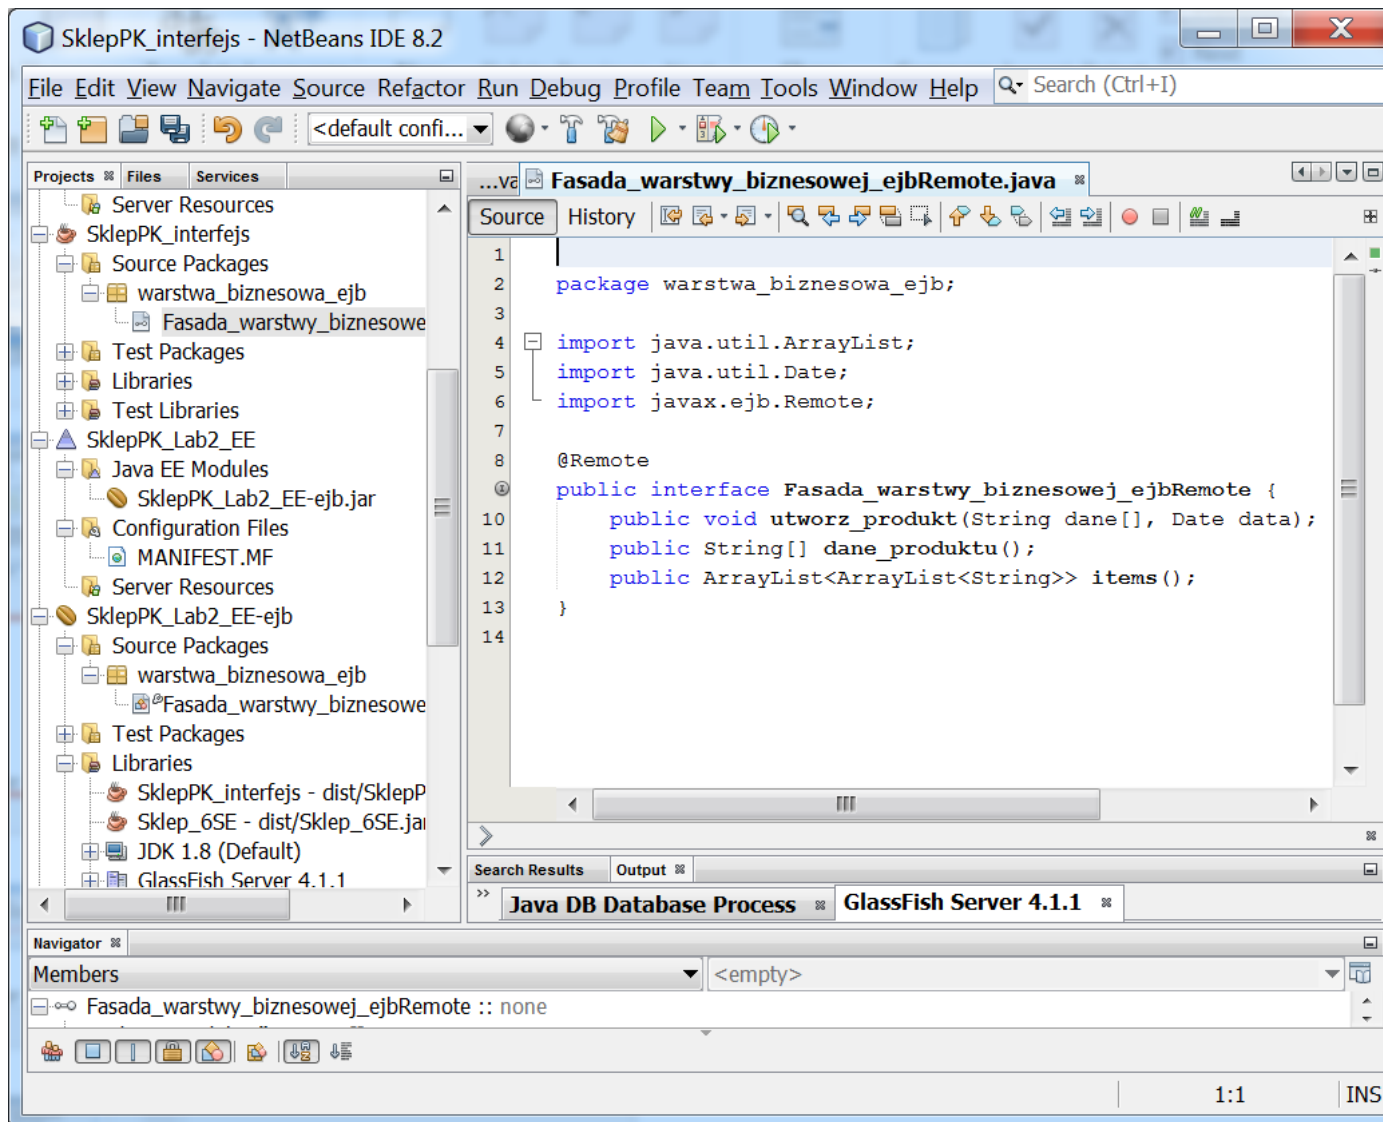 SklepPK_interfejs - NetBeans IDE 8.2
File Edit View Navigate Source Refactor Run Debug Profile Team Tools Window Help
Search (Ctrl+I)
<default confi...
Projects Files Services
Server Resources
SklepPK_interfejs
Source Packages
warstwa_biznesowa_ejb
Fasada_warstwy_biznesowe
Test Packages
Libraries
Test Libraries
SklepPK_Lab2_EE
Java EE Modules
SklepPK_Lab2_EE-ejb.jar
Configuration Files
MANIFEST.MF
Server Resources
SklepPK_Lab2_EE-ejb
Source Packages
warstwa_biznesowa_ejb
Fasada_warstwy_biznesowe
Test Packages
Libraries
SklepPK_interfejs - dist/SklepP
Sklep_6SE - dist/Sklep_6SE.jar
JDK 1.8 (Default)
GlassFish Server 4.1.1
...va Fasada_warstwy_biznesowej_ejbRemote.java
Source History
1
2 package warstwa_biznesowa_ejb;
3
4 import java.util.ArrayList;
5 import java.util.Date;
6 import javax.ejb.Remote;
7
8 @Remote
public interface Fasada_warstwy_biznesowej_ejbRemote {
10 public void utworz_produkt(String dane[], Date data);
11 public String[] dane_produktu();
12 public ArrayList<ArrayList<String>> items();
13 }
14
Search Results Output
Java DB Database Process GlassFish Server 4.1.1
Navigator
Members
<empty>
Fasada_warstwy_biznesowej_ejbRemote :: none
1:1 INS